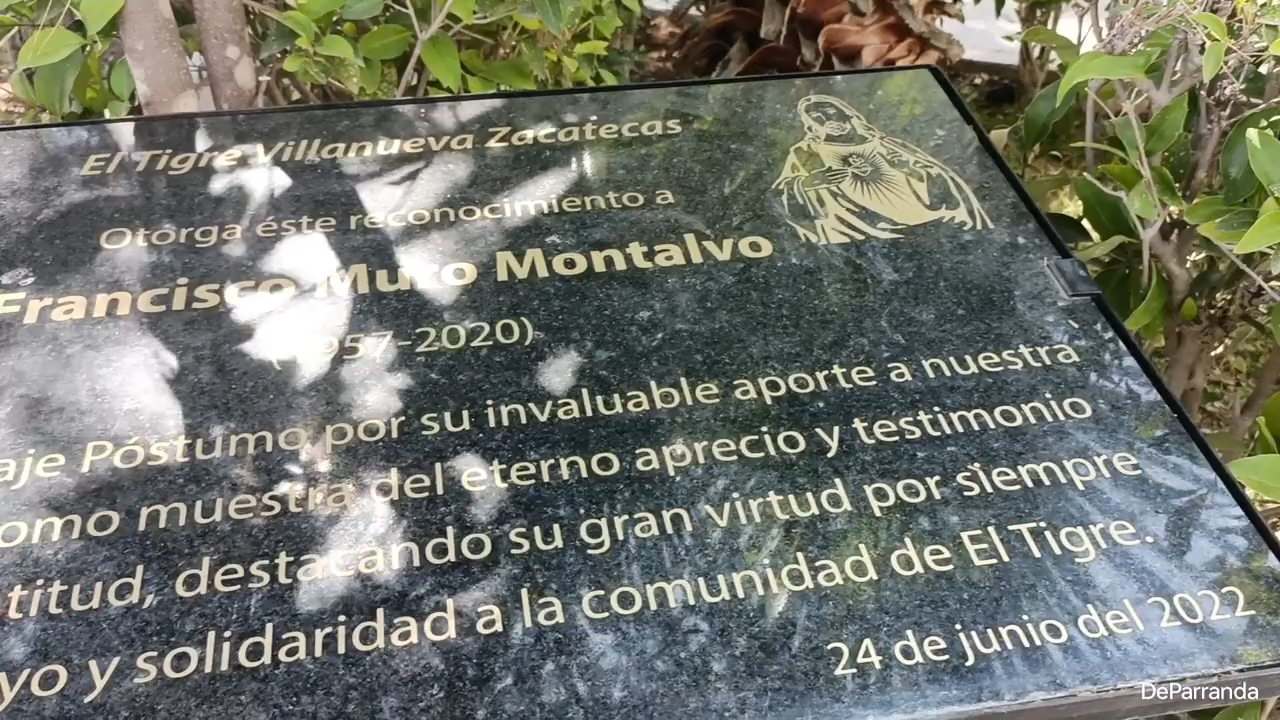 El Tigre Villanueva Zacatecas
Otorga éste reconocimiento a
Francisco Muro Montalvo
957-2020)
aje Póstumo por su invaluable aporte a nuestra
omo muestra del eterno aprecio y testimonio
titud, destacando su gran virtud por siempre
yo y solidaridad a la comunidad de El Tigre.
24 de junio del 2022
DeParranda